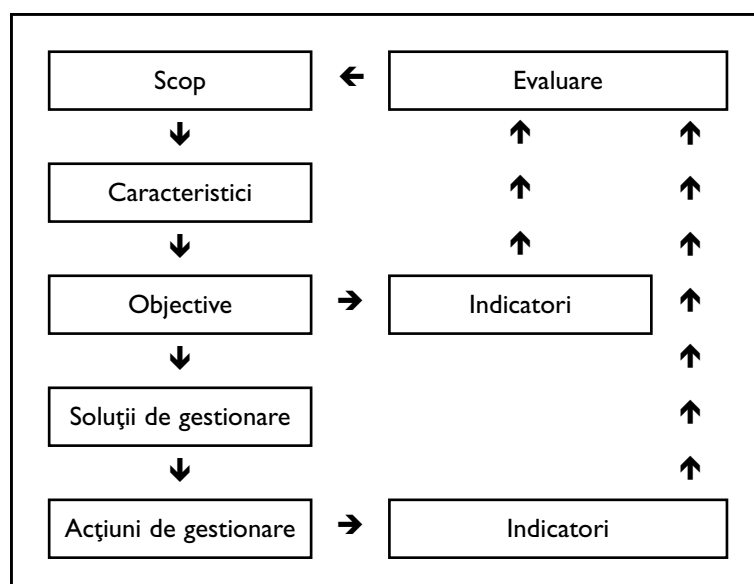 Scop
Evaluare
Caracteristici
Objective
Indicatori
Soluţii de gestionare
Acţiuni de gestionare
Indicatori